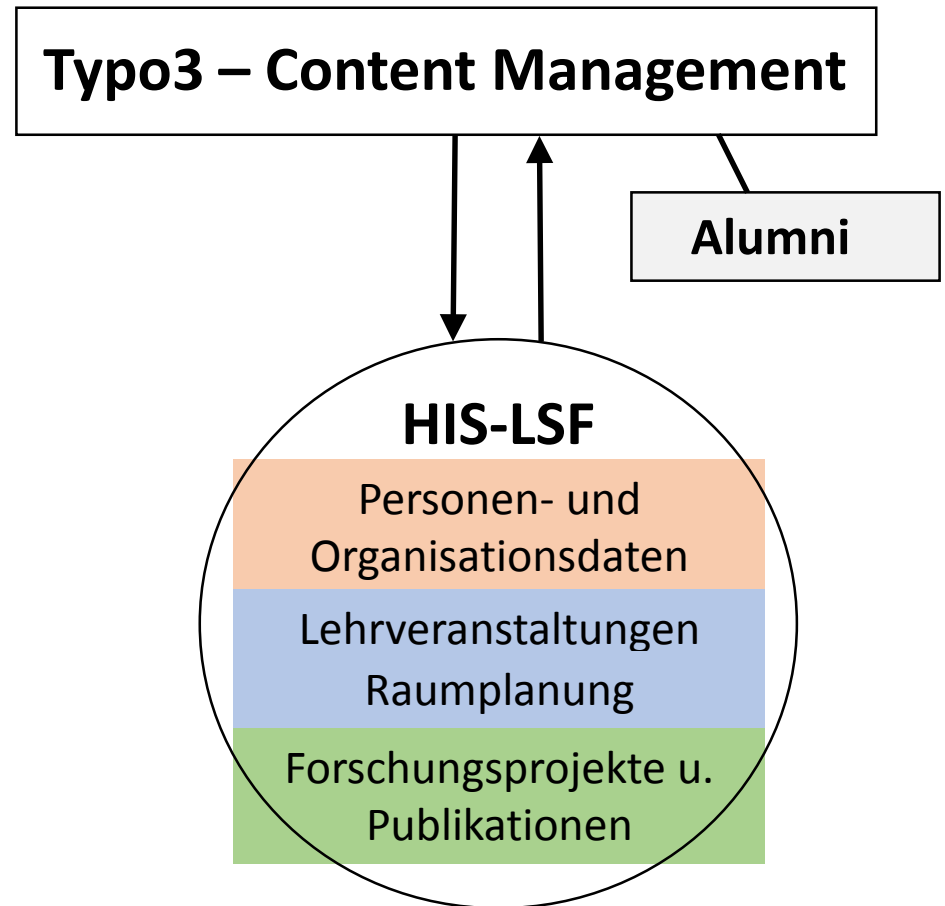 Typo3 – Content Management
Alumni
HIS-LSF
Personen- und
Organisationsdaten
Lehrveranstaltungen
Raumplanung
Forschungsprojekte u.
Publikationen